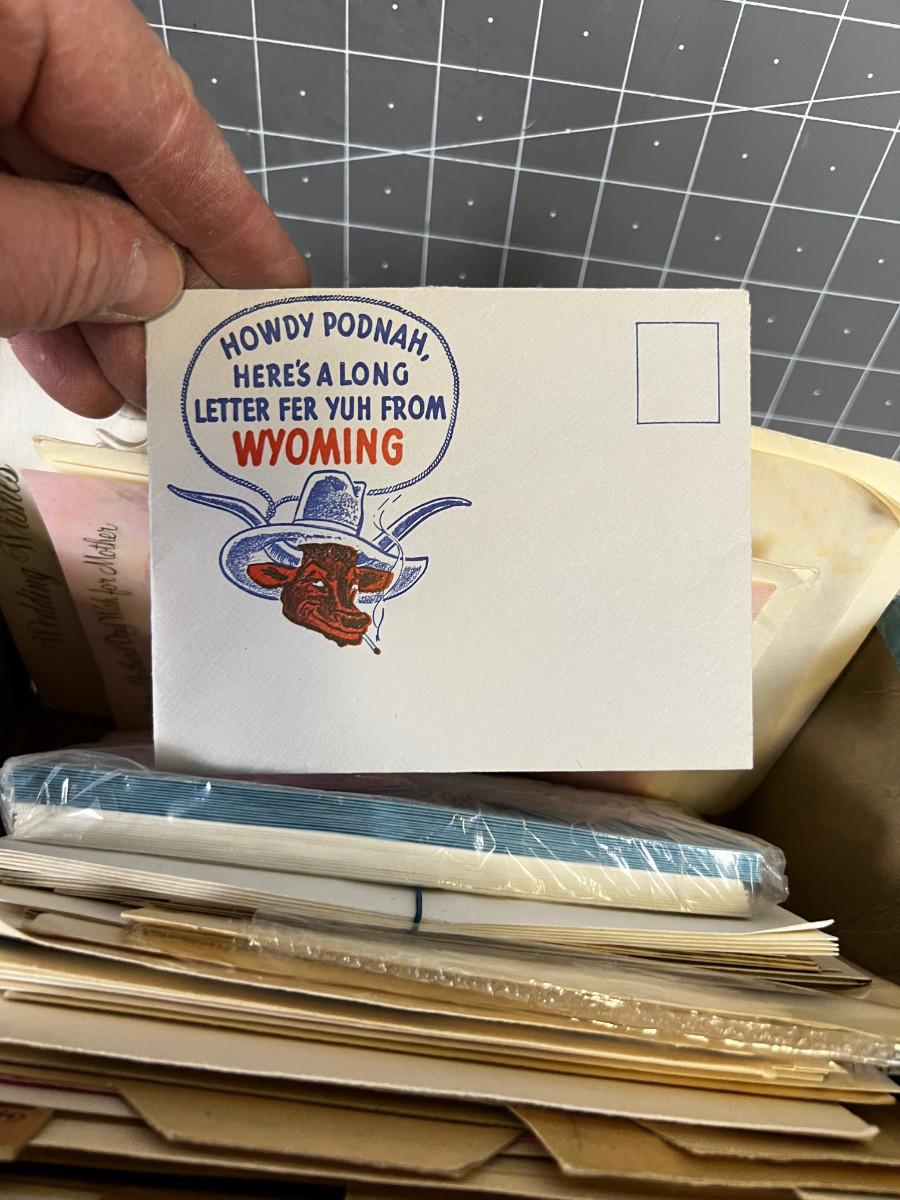 HOWDY PODNAH,
HERE'S A LONG
LETTER FER YUH FROM
WYOMING
Wedding Wishes
Mother's Day Wish for Mother